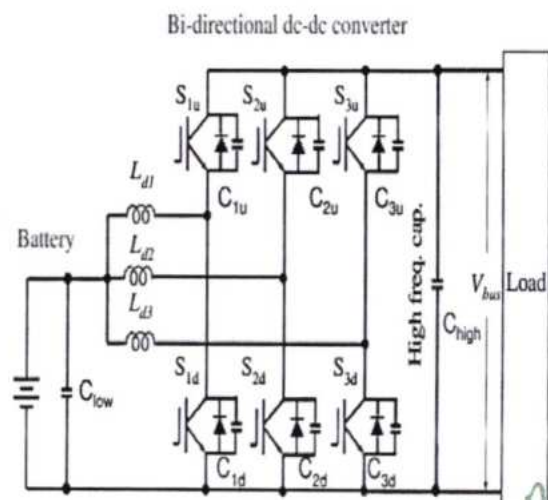 Bi-directional dc-dc converter
S1u
S2u
S3u
C1u
C2u
C3u
Ld1
Battery
Ld2
Ld3
High freq. cap.
Vbus
Load
Chigh
S1d
S2d
S3d
Clow
C1d
C2d
C3d